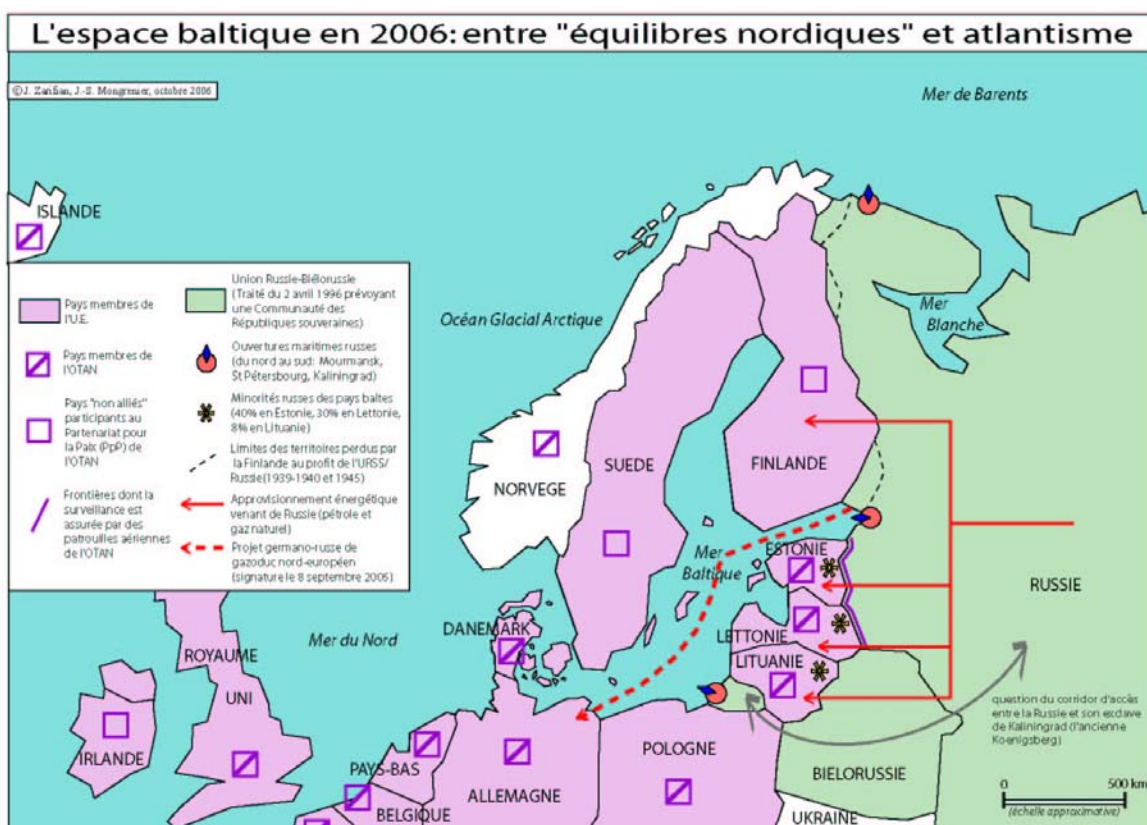 L'espace baltique en 2006: entre "équilibres nordiques" et atlantisme
©J. Zarifian, J.-S. Mongrenier, octobre 2006
Mer de Barents
ISLANDE
Pays membres de
l'U.E.
Pays membres de
l'OTAN
Pays "non alliés"
participants au
Partenariat pour
la Paix (PpP) de
l'OTAN
Frontières dont la
surveillance est
assurée par des
patrouilles aériennes
de l'OTAN
Union Russie-Biélorussie
(Traité du 2 avril 1996 prévoyant
une Communauté des
Républiques souveraines)
Ouvertures maritimes russes
(du nord au sud: Mourmansk,
St Pétersbourg, Kaliningrad)
Minorités russes des pays baltes
(40% en Estonie, 30% en Lettonie,
8% en Lituanie)
Limites des territoires perdus par
la Finlande au profit de l'URSS/
Russie (1939-1940 et 1945)
Approvisionnement énergétique
venant de Russie (pétrole et
gaz naturel)
Projet germano-russe de
gazoduc nord-européen
(signature le 8 septembre 2005)
Océan Glacial Arctique
Mer
Blanche
NORVEGE
SUEDE
FINLANDE
Mer
Baltique
ESTONIE
RUSSIE
Mer du Nord
DANEMARK
LETTONIE
LITUANIE
ROYAUME
UNI
IRLANDE
PAYS-BAS
BELGIQUE
ALLEMAGNE
POLOGNE
BIELORUSSIE
UKRAINE
question du corridor d'accès
entre la Russie et son exclave
de Kaliningrad (l'ancienne
Koenigsberg)
0 500 km
(échelle approximative)